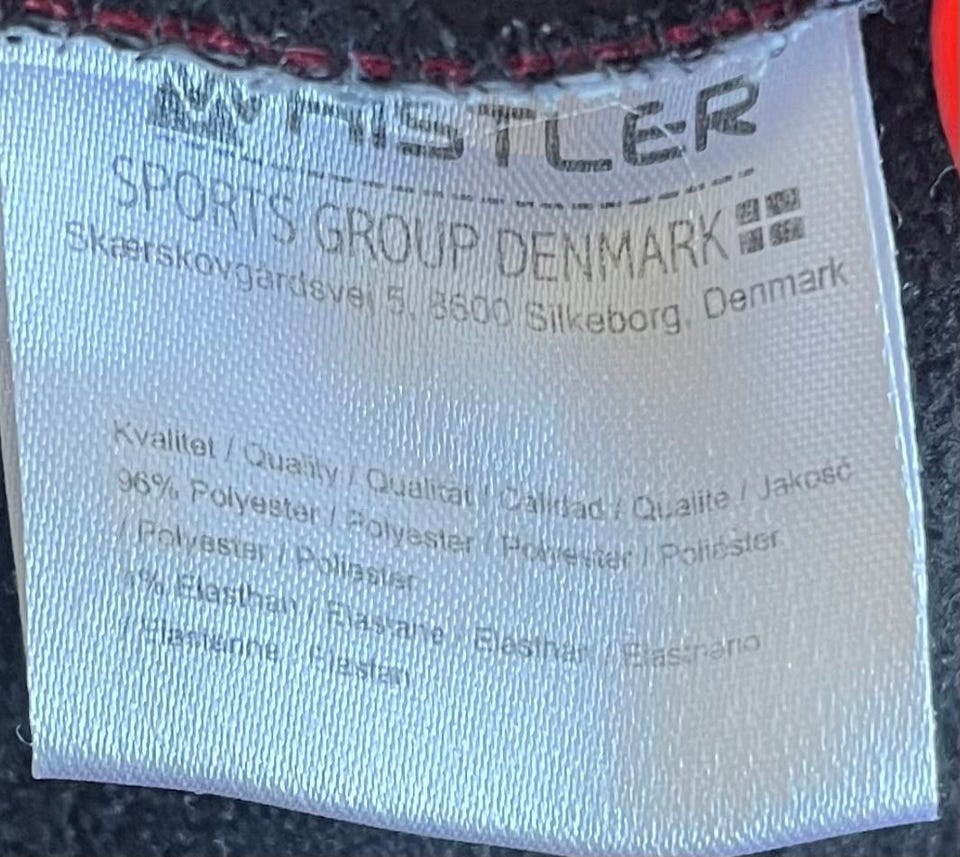 WHISTLER
SPORTS GROUP DENMARK
Skærskovgårdsvej 5, 8600 Silkeborg, Denmark
Kvalitet / Quality / Qualität / Calidad / Qualite / Jakość
96% Polyester / Polyester / Polyester / Poliéster
/ Polyester / Poliester
4% Elasthan / Elastane / Elasthan / Elasthano
/ Elasthanne / Elastan